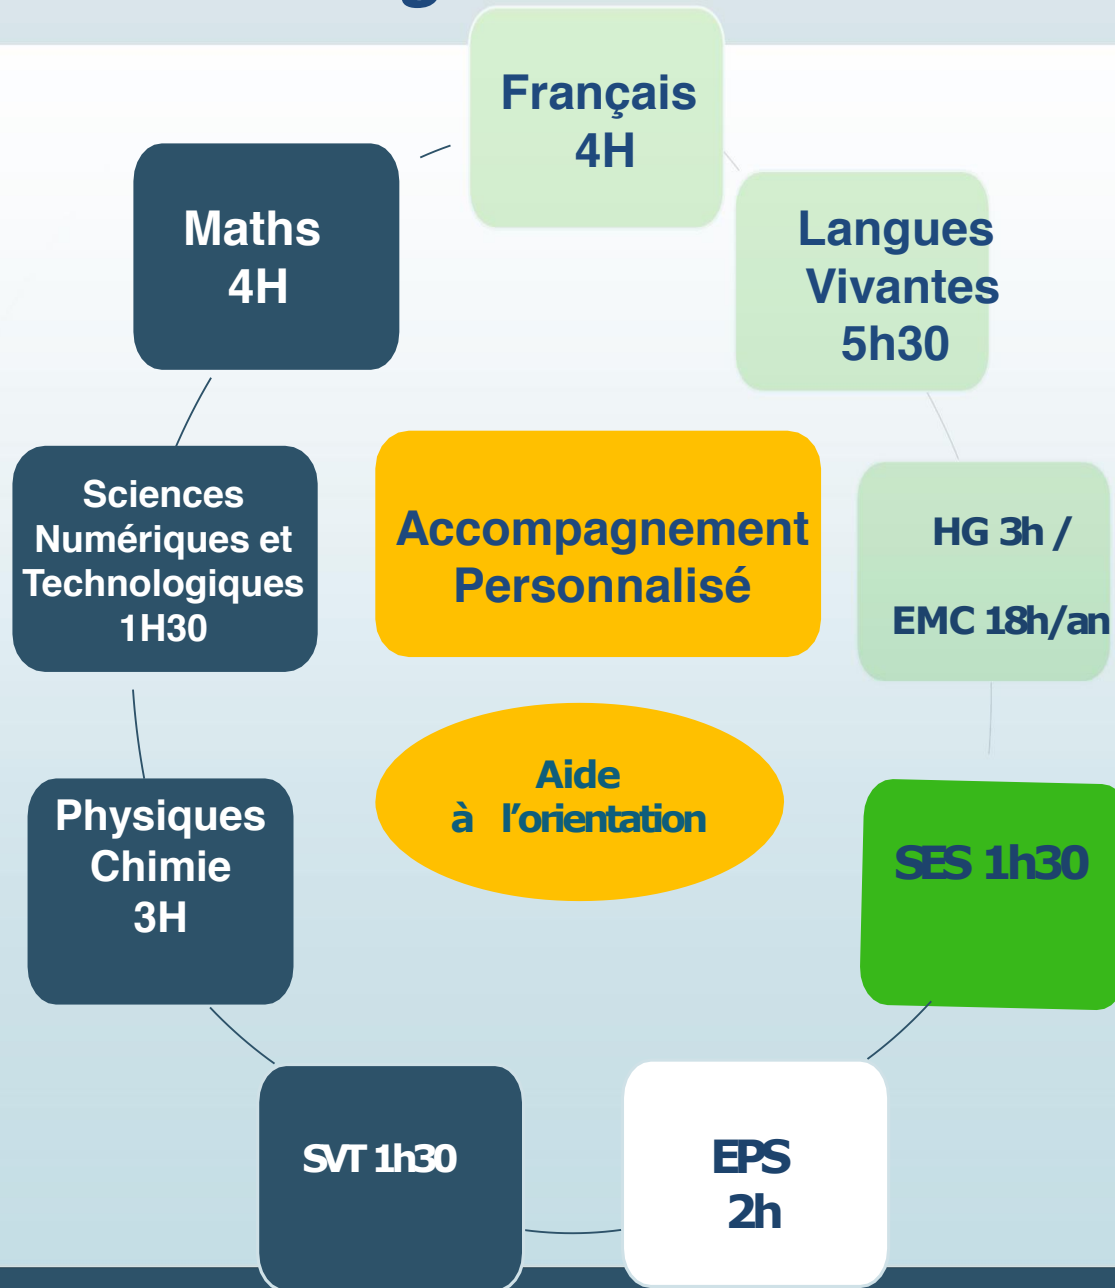 Français
4H
Maths
4H
Langues
Vivantes
5h30
Sciences
Numériques et
Technologiques
1H30
Accompagnement
Personnalisé
HG 3h /
EMC 18h/an
Aide
à l'orientation
Physiques
Chimie
3H
SES 1h30
SVT 1h30
EPS
2h